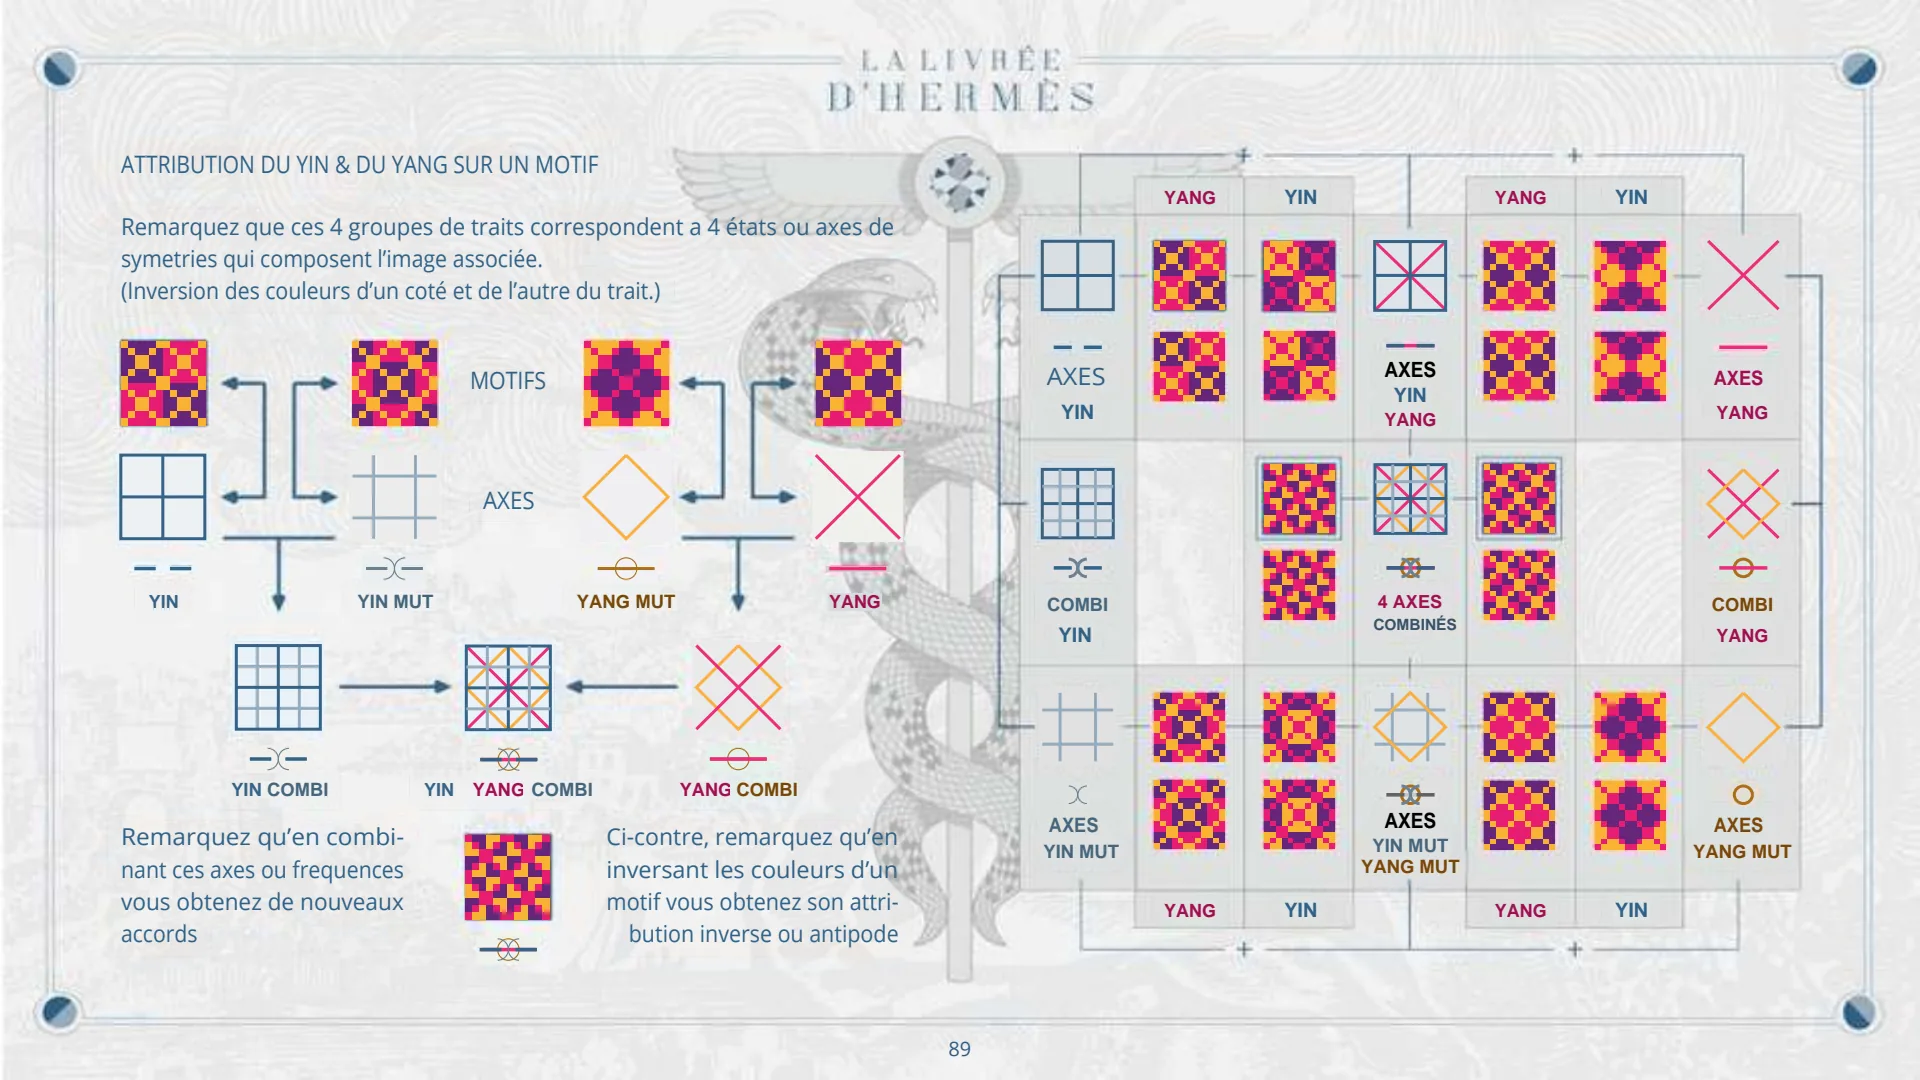 LA LIVRÉE
D'HERMÈS
ATTRIBUTION DU YIN & DU YANG SUR UN MOTIF
Remarquez que ces 4 groupes de traits correspondent a 4 états ou axes de
symetries qui composent l'image associée.
(Inversion des couleurs d'un coté et de l'autre du trait.)
MOTIFS
AXES
YIN
YIN MUT
YANG MUT
YANG
YIN COMBI
YIN YANG COMBI
YANG COMBI
Remarquez qu'en combi-
nant ces axes ou frequences
vous obtenez de nouveaux
accords
Ci-contre, remarquez qu'en
inversant les couleurs d'un
motif vous obtenez son attri-
bution inverse ou antipode
YANG YIN YANG YIN
AXES
YIN
AXES
YIN
YANG
AXES
YANG
COMBI
YIN
4 AXES
COMBINÉS
COMBI
YANG
AXES
YIN MUT
AXES
YIN MUT
YANG MUT
AXES
YANG MUT
YANG YIN YANG YIN
89